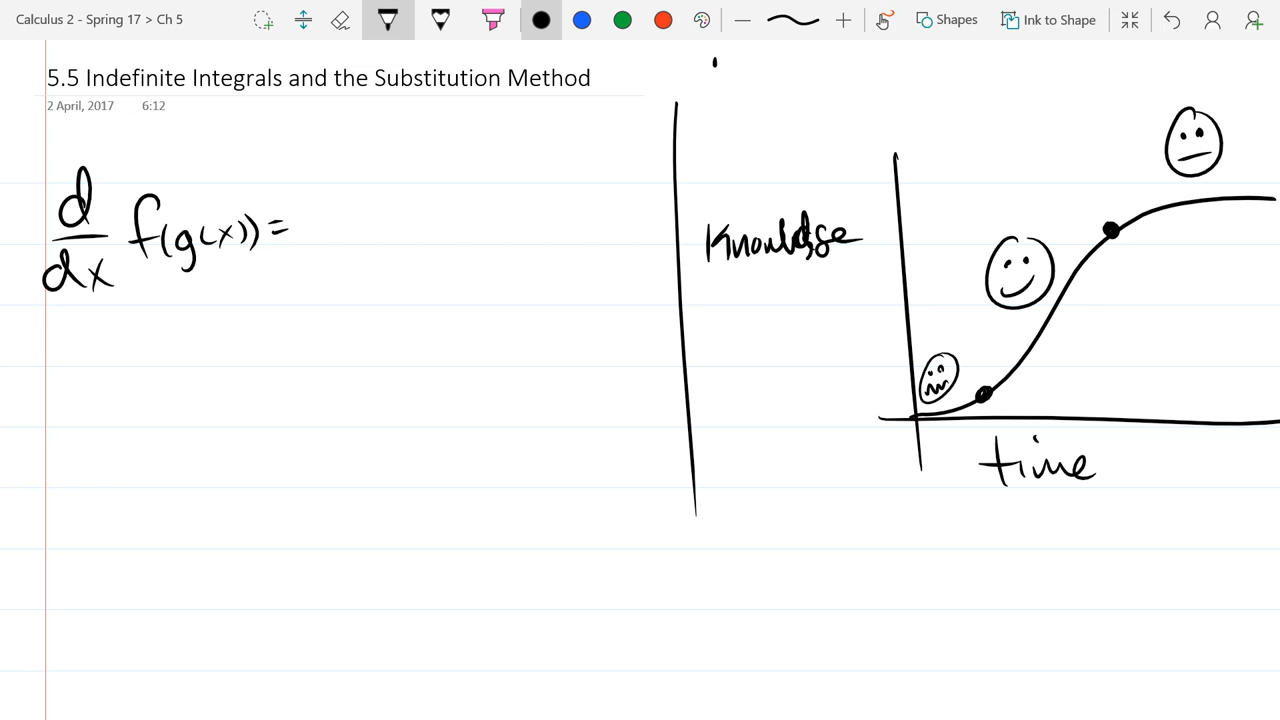 Calculus 2 - Spring 17 > Ch 5
Shapes
Ink to Shape
5.5 Indefinite Integrals and the Substitution Method
2 April, 2017 6:12
d/dx f(g(x)) =
Knowledge
time